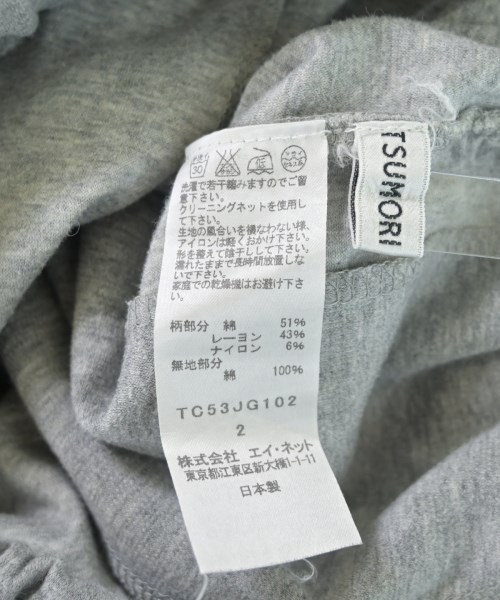 30
低
洗濯で若干縮みますのでご留
意下さい。
クリーニングネットを使用し
て下さい。
生地の風合いを損なわない様、
アイロンは軽くおかけ下さい。
形を整えて陰干しして下さい。
濡れたままで長時間放置しな
いで下さい。
家庭での乾燥機はお避け下さ
い。
柄部分 綿 51%
レーヨン 43%
ナイロン 6%
無地部分
綿 100%
TC53JG102
2
株式会社 エイ・ネット
東京都江東区新大橋1-1-11
日本製
TSUMORI